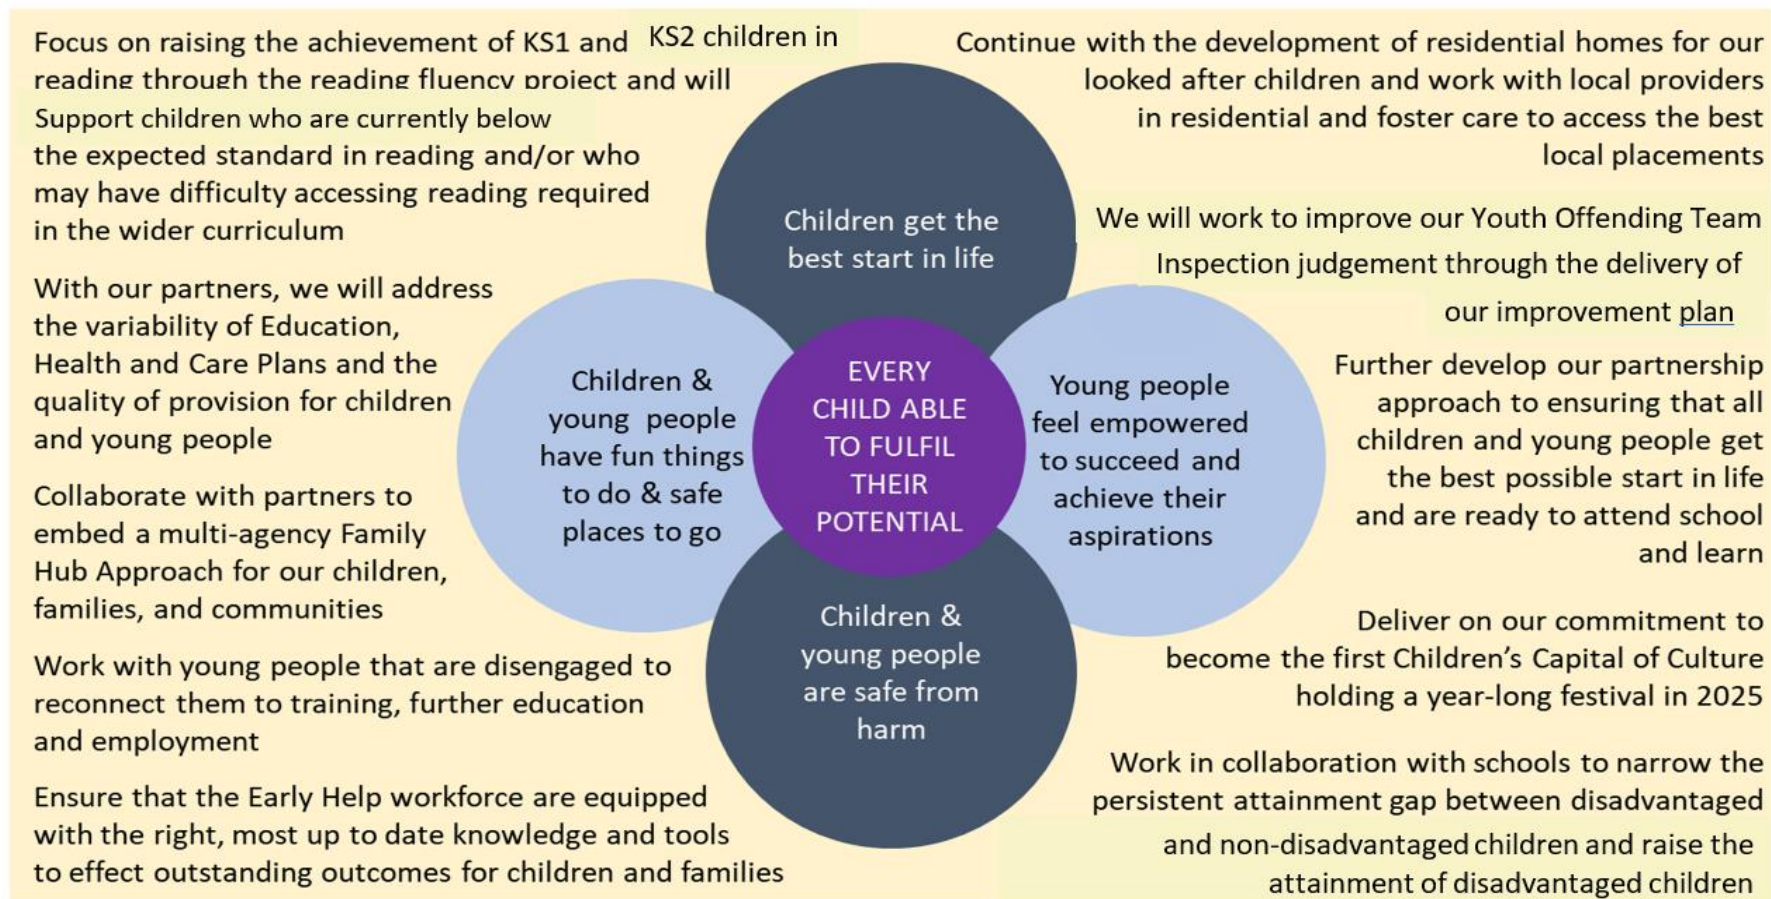 Focus on raising the achievement of KS1 and KS2 children in
reading through the reading fluency project and will
Support children who are currently below
the expected standard in reading and/or who
may have difficulty accessing reading required
in the wider curriculum
With our partners, we will address
the variability of Education,
Health and Care Plans and the
quality of provision for children
and young people
Collaborate with partners to
embed a multi-agency Family
Hub Approach for our children,
families, and communities
Work with young people that are disengaged to
reconnect them to training, further education
and employment
Ensure that the Early Help workforce are equipped
with the right, most up to date knowledge and tools
to effect outstanding outcomes for children and families
Children get the
best start in life
Children &
young people
have fun things
to do & safe
places to go
EVERY
CHILD ABLE
TO FULFIL
THEIR
POTENTIAL
Young people
feel empowered
to succeed and
achieve their
aspirations
Children &
young people
are safe from
harm
Continue with the development of residential homes for our
looked after children and work with local providers
in residential and foster care to access the best
local placements
We will work to improve our Youth Offending Team
Inspection judgement through the delivery of
our improvement plan
Further develop our partnership
approach to ensuring that all
children and young people get
the best possible start in life
and are ready to attend school
and learn
Deliver on our commitment to
become the first Children’s Capital of Culture
holding a year-long festival in 2025
Work in collaboration with schools to narrow the
persistent attainment gap between disadvantaged
and non-disadvantaged children and raise the
attainment of disadvantaged children